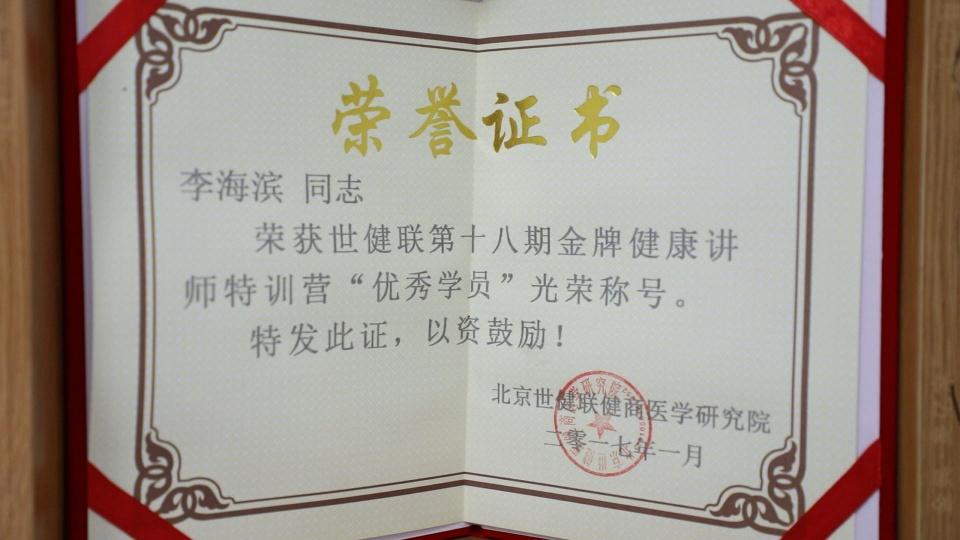 荣誉证书
李海滨 同志
荣获世健联第十八期金牌健康讲
师特训营“优秀学员”光荣称号。
特发此证，以资鼓励！
北京世健联健商医学研究院
二零一七年一月